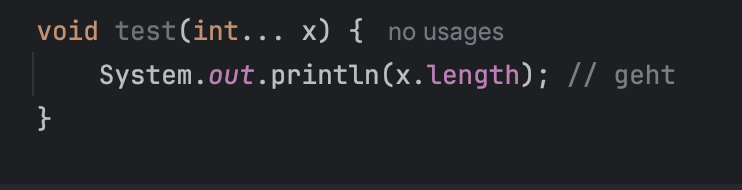 void test(int... x) { no usages
System.out.println(x.length); // geht
}